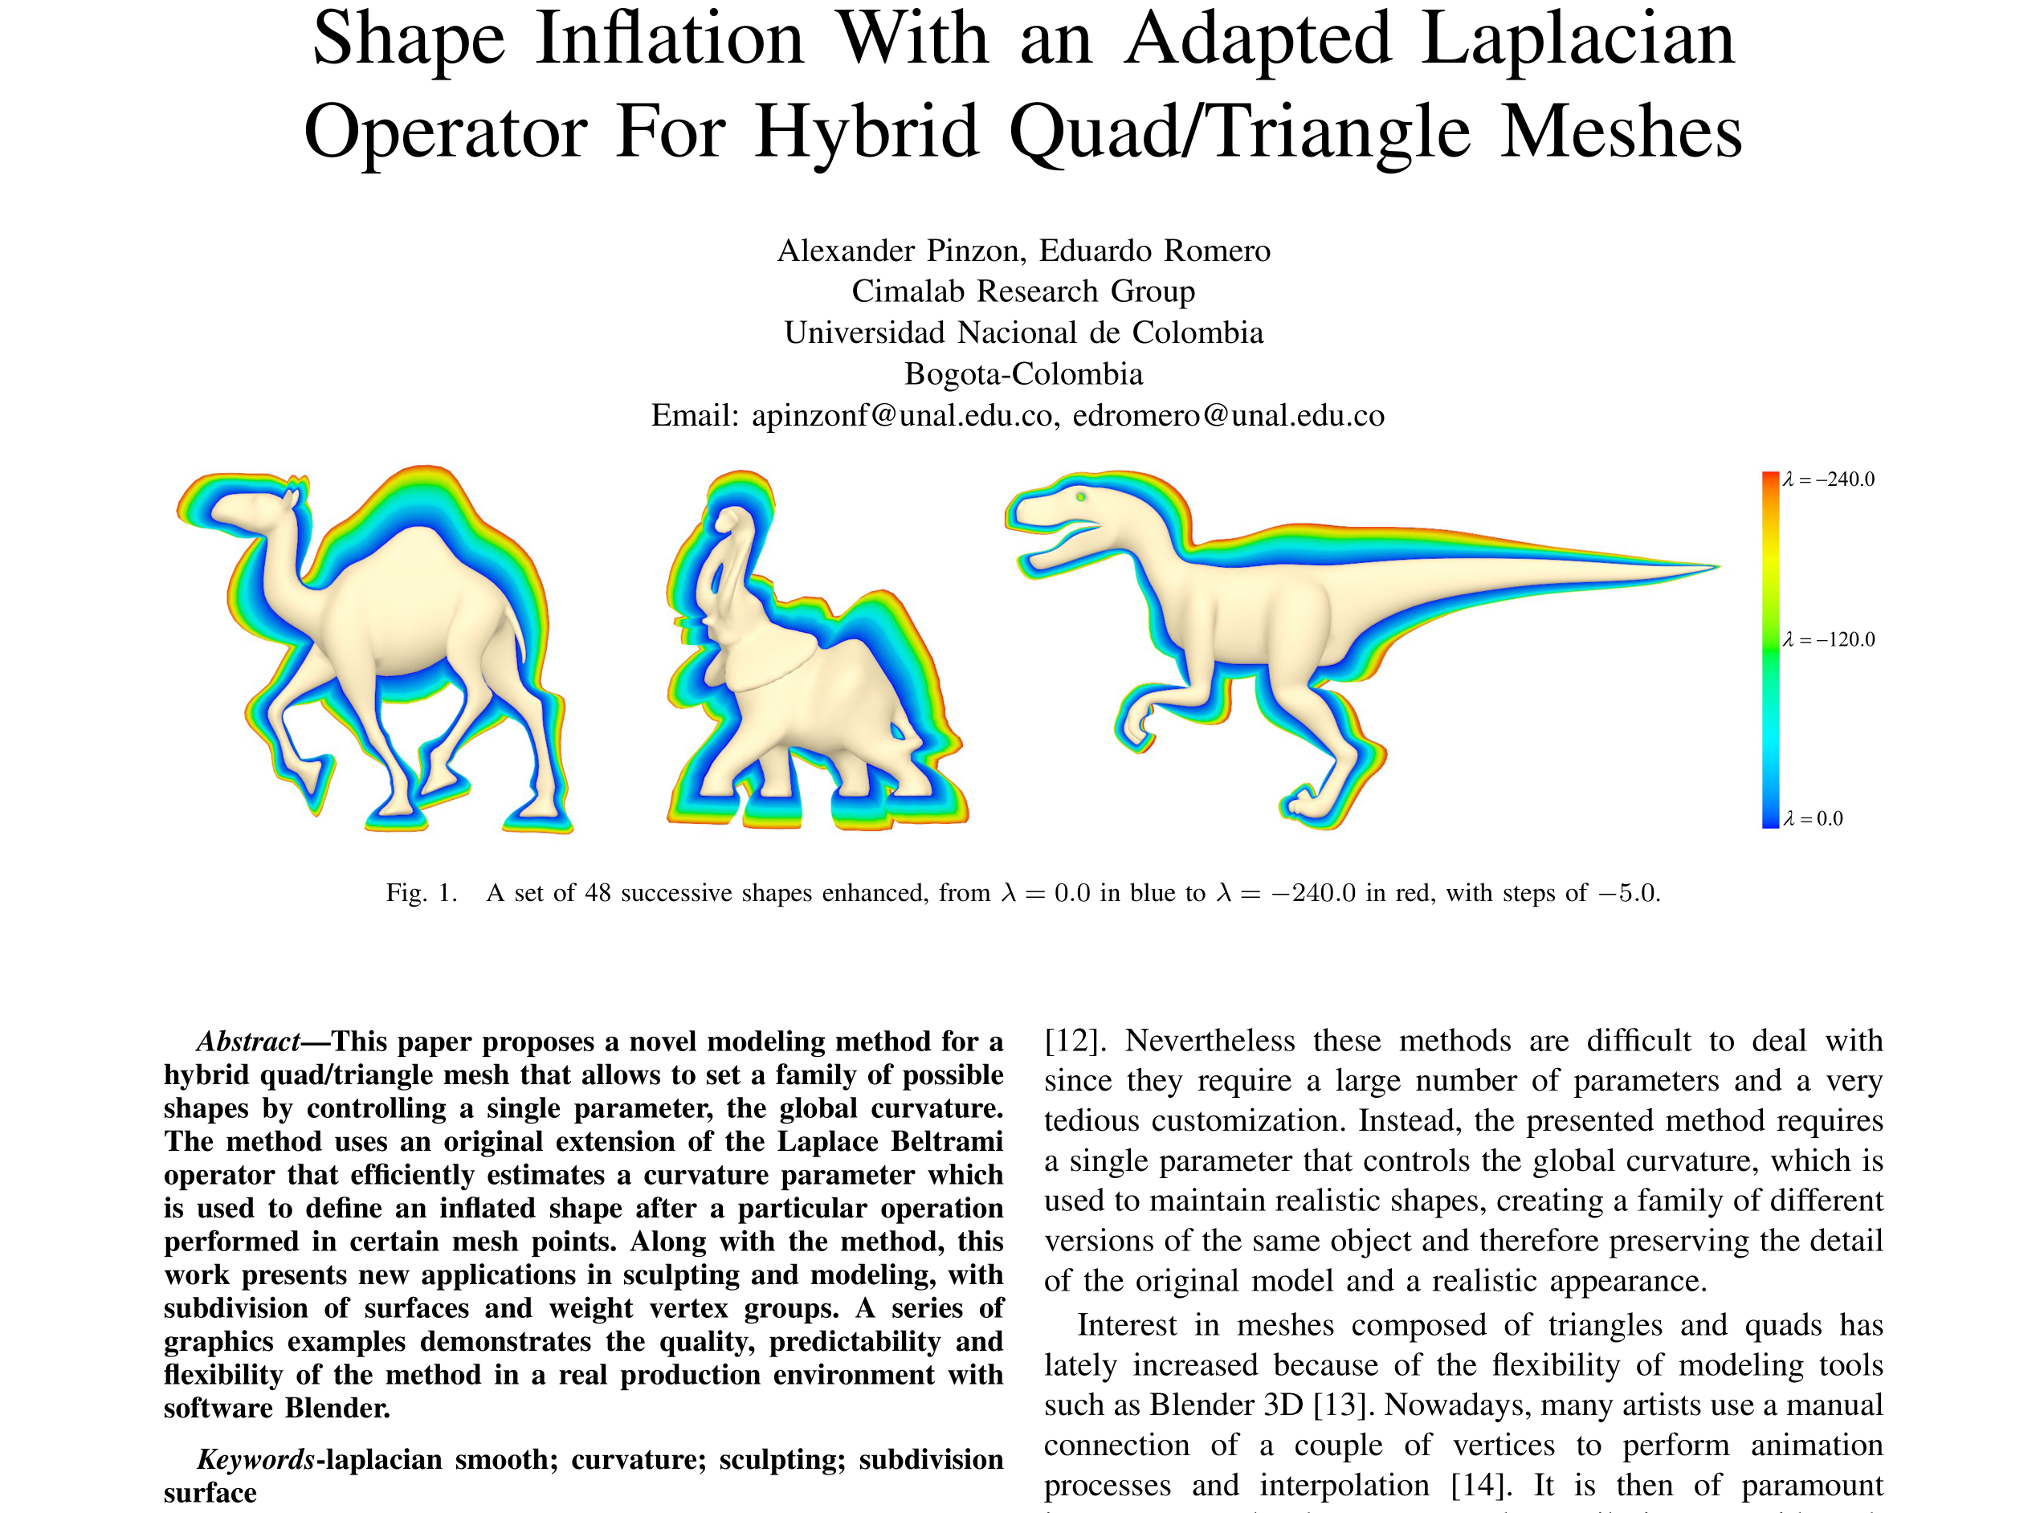 Shape Inflation With an Adapted Laplacian
Operator For Hybrid Quad/Triangle Meshes
Alexander Pinzon, Eduardo Romero
Cimalab Research Group
Universidad Nacional de Colombia
Bogota-Colombia
Email: apinzonf@unal.edu.co, edromero@unal.edu.co
λ = −240.0
λ = −120.0
λ = 0.0
Fig. 1. A set of 48 successive shapes enhanced, from λ = 0.0 in blue to λ = −240.0 in red, with steps of −5.0.
Abstract—This paper proposes a novel modeling method for a
hybrid quad/triangle mesh that allows to set a family of possible
shapes by controlling a single parameter, the global curvature.
The method uses an original extension of the Laplace Beltrami
operator that efficiently estimates a curvature parameter which
is used to define an inflated shape after a particular operation
performed in certain mesh points. Along with the method, this
work presents new applications in sculpting and modeling, with
subdivision of surfaces and weight vertex groups. A series of
graphics examples demonstrates the quality, predictability and
flexibility of the method in a real production environment with
software Blender.
Keywords-laplacian smooth; curvature; sculpting; subdivision
surface
[12]. Nevertheless these methods are difficult to deal with
since they require a large number of parameters and a very
tedious customization. Instead, the presented method requires
a single parameter that controls the global curvature, which is
used to maintain realistic shapes, creating a family of different
versions of the same object and therefore preserving the detail
of the original model and a realistic appearance.
Interest in meshes composed of triangles and quads has
lately increased because of the flexibility of modeling tools
such as Blender 3D [13]. Nowadays, many artists use a manual
connection of a couple of vertices to perform animation
processes and interpolation [14]. It is then of paramount